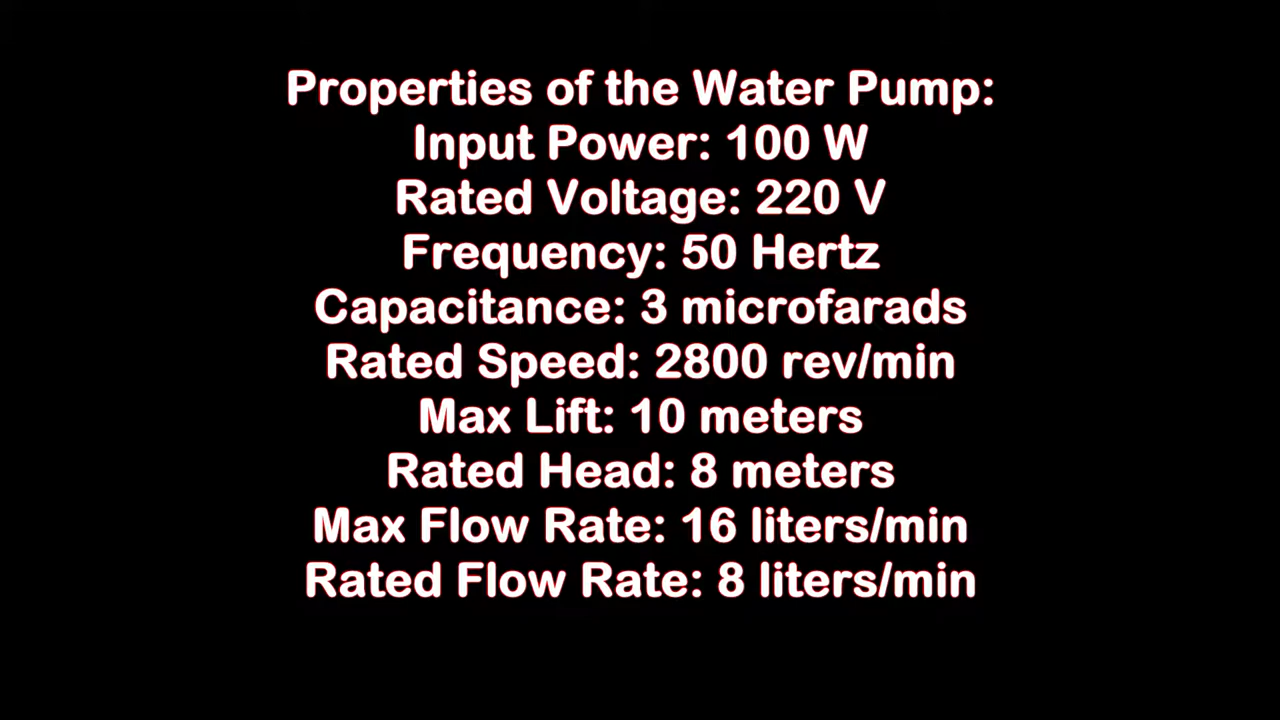 Properties of the Water Pump:
Input Power: 100 W
Rated Voltage: 220 V
Frequency: 50 Hertz
Capacitance: 3 microfarads
Rated Speed: 2800 rev/min
Max Lift: 10 meters
Rated Head: 8 meters
Max Flow Rate: 16 liters/min
Rated Flow Rate: 8 liters/min